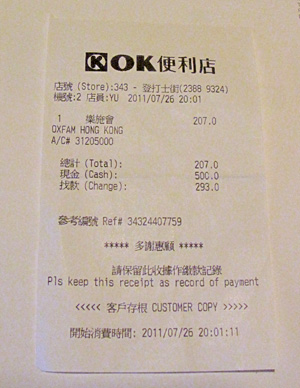 OK便利店
店號 (Store):343 - 登打士街(2388 9324)
機號:2 店員:YU 2011/07/26 20:01
1 樂施會 207.0
OXFAM HONG KONG
A/C# 31205000
總計 (Total): 207.0
現金 (Cash): 500.0
找款 (Change): 293.0
參考編號 Ref# 34324407759
***** 多謝惠顧 *****
請保留此收據作繳款記錄
Pls keep this receipt as record of payment
<<<<< 客戶存根 CUSTOMER COPY >>>>>
開始消費時間: 2011/07/26 20:01:11